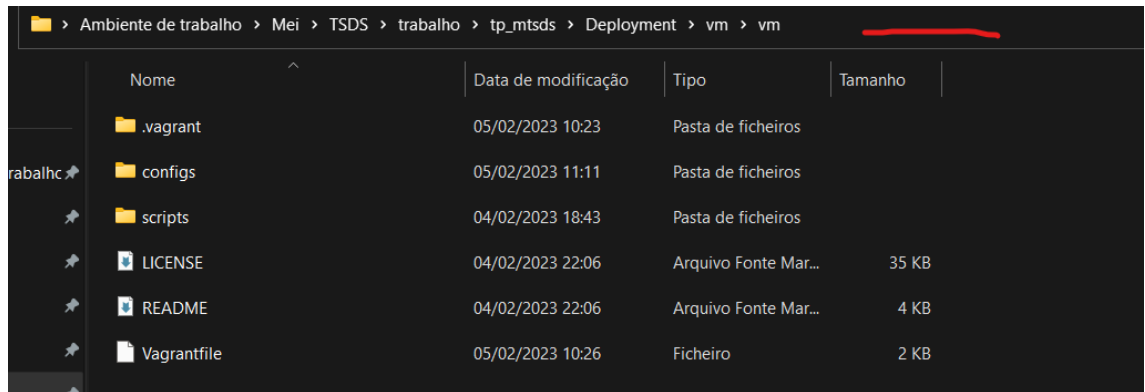 > Ambiente de trabalho > Mei > TSDS > trabalho > tp_mtsds > Deployment > vm > vm
Nome Data de modificação Tipo Tamanho
.vagrant 05/02/2023 10:23 Pasta de ficheiros
rabalhc configs 05/02/2023 11:11 Pasta de ficheiros
scripts 04/02/2023 18:43 Pasta de ficheiros
LICENSE 04/02/2023 22:06 Arquivo Fonte Mar... 35 KB
README 04/02/2023 22:06 Arquivo Fonte Mar... 4 KB
Vagrantfile 05/02/2023 10:26 Ficheiro 2 KB